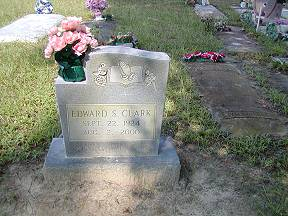 EDWARD S. CLARK
SEPT. 22, 1924
AUG. 2, 2000